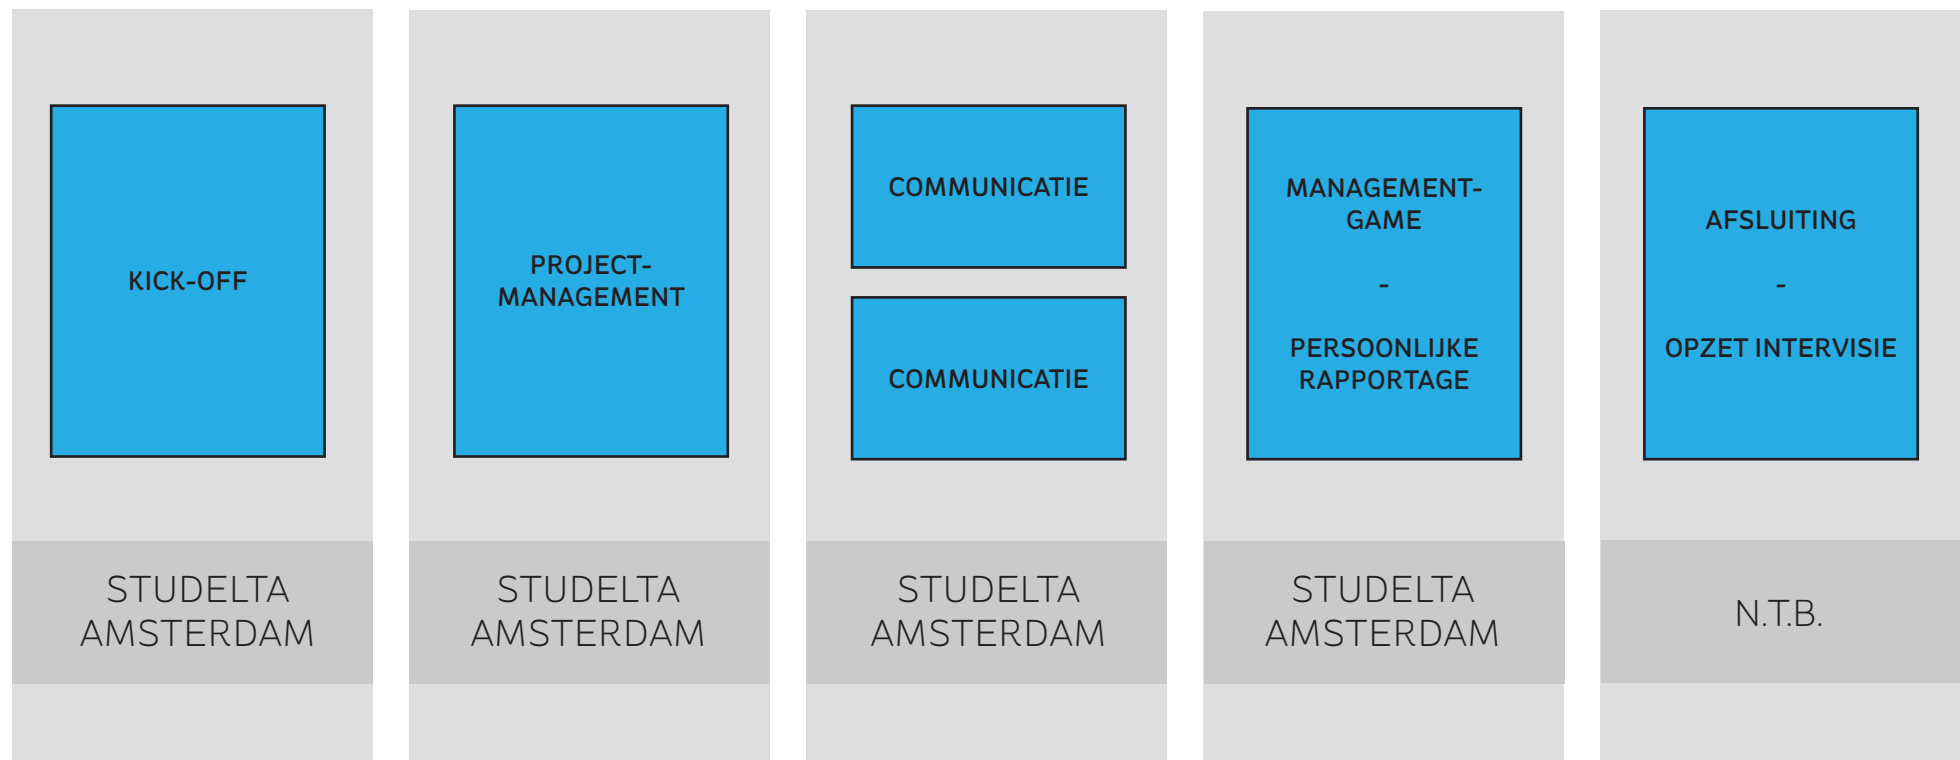 KICK-OFF
PROJECT-
MANAGEMENT
COMMUNICATIE
COMMUNICATIE
MANAGEMENT-
GAME
-
PERSOONLIJKE
RAPPORTAGE
AFSLUITING
-
OPZET INTERVISIE
STUDELTA
AMSTERDAM
STUDELTA
AMSTERDAM
STUDELTA
AMSTERDAM
STUDELTA
AMSTERDAM
N.T.B.